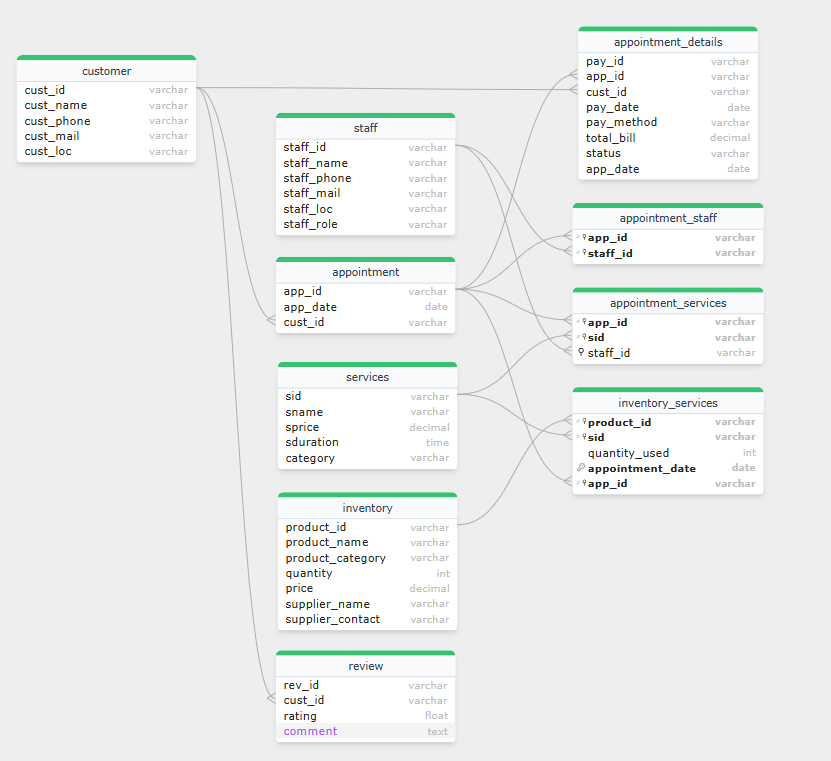 customer
cust_id varchar
cust_name varchar
cust_phone varchar
cust_mail varchar
cust_loc varchar
staff
staff_id varchar
staff_name varchar
staff_phone varchar
staff_mail varchar
staff_loc varchar
staff_role varchar
appointment
app_id varchar
app_date date
cust_id varchar
services
sid varchar
sname varchar
sprice decimal
sduration time
category varchar
inventory
product_id varchar
product_name varchar
product_category varchar
quantity int
price decimal
supplier_name varchar
supplier_contact varchar
review
rev_id varchar
cust_id varchar
rating float
comment text
appointment_details
pay_id varchar
app_id varchar
cust_id varchar
pay_date date
pay_method varchar
total_bill decimal
status varchar
app_date date
appointment_staff
app_id varchar
staff_id varchar
appointment_services
app_id varchar
sid varchar
staff_id varchar
inventory_services
product_id varchar
sid varchar
quantity_used int
appointment_date date
app_id varchar